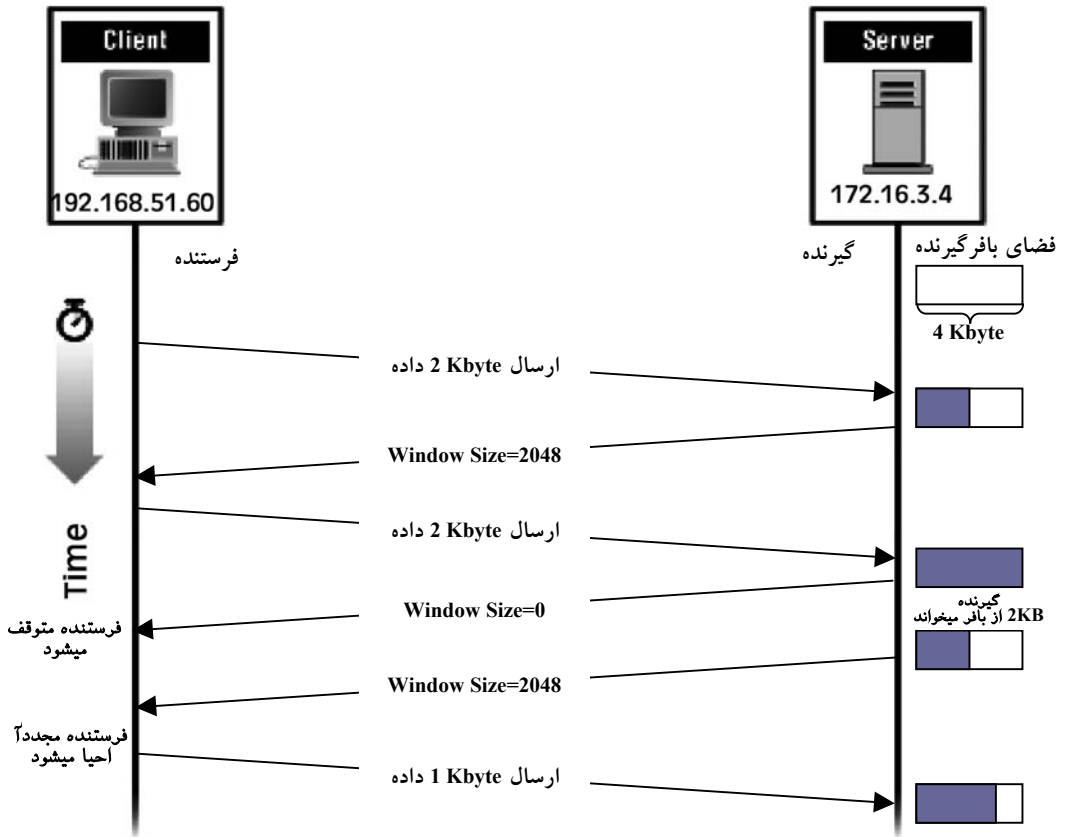 Client
Server
192.168.51.60
172.16.3.4
فرستنده
گیرنده
فضای بافرگیرنده
4 Kbyte
ارسال 2 Kbyte داده
Window Size=2048
ارسال 2 Kbyte داده
Time
Window Size=0
گیرنده
2KB از بافر میخواند
فرستنده متوقف
میشود
Window Size=2048
فرستنده مجدداً
احیا میشود
ارسال 1 Kbyte داده